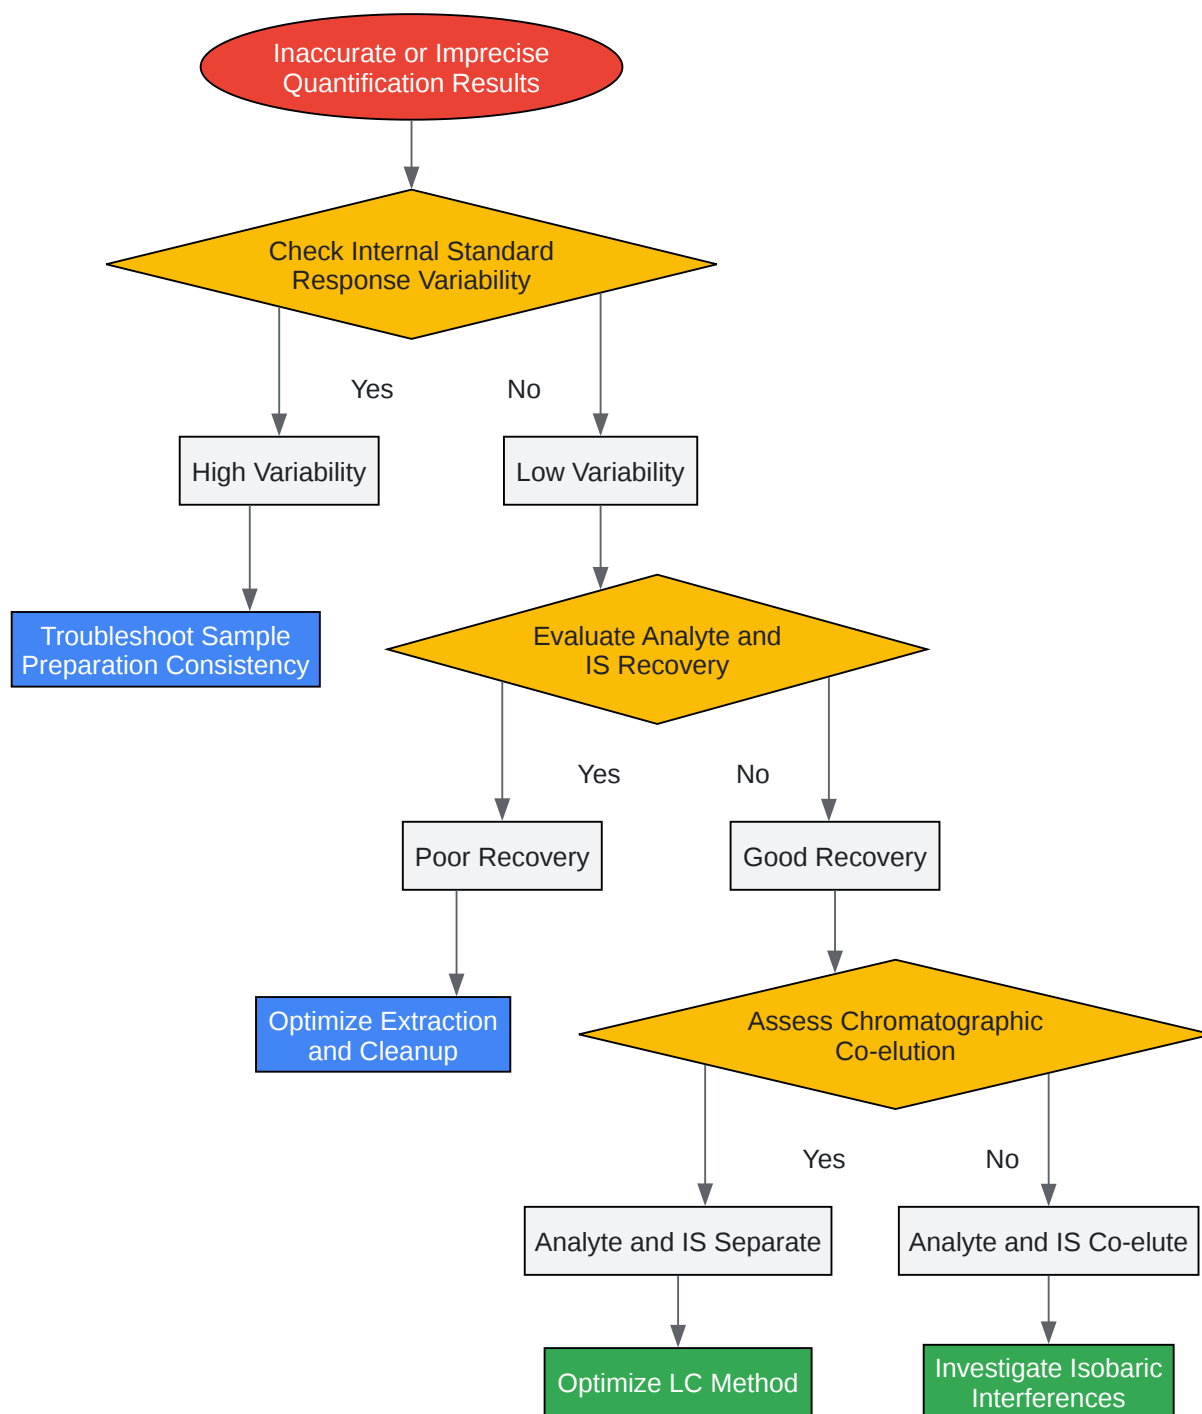 Inaccurate or Imprecise
Quantification Results
Check Internal Standard
Response Variability
Yes
No
High Variability
Low Variability
Troubleshoot Sample
Preparation Consistency
Evaluate Analyte and
IS Recovery
Yes
No
Poor Recovery
Good Recovery
Optimize Extraction
and Cleanup
Assess Chromatographic
Co-elution
Yes
No
Analyte and IS Separate
Analyte and IS Co-elute
Optimize LC Method
Investigate Isobaric
Interferences